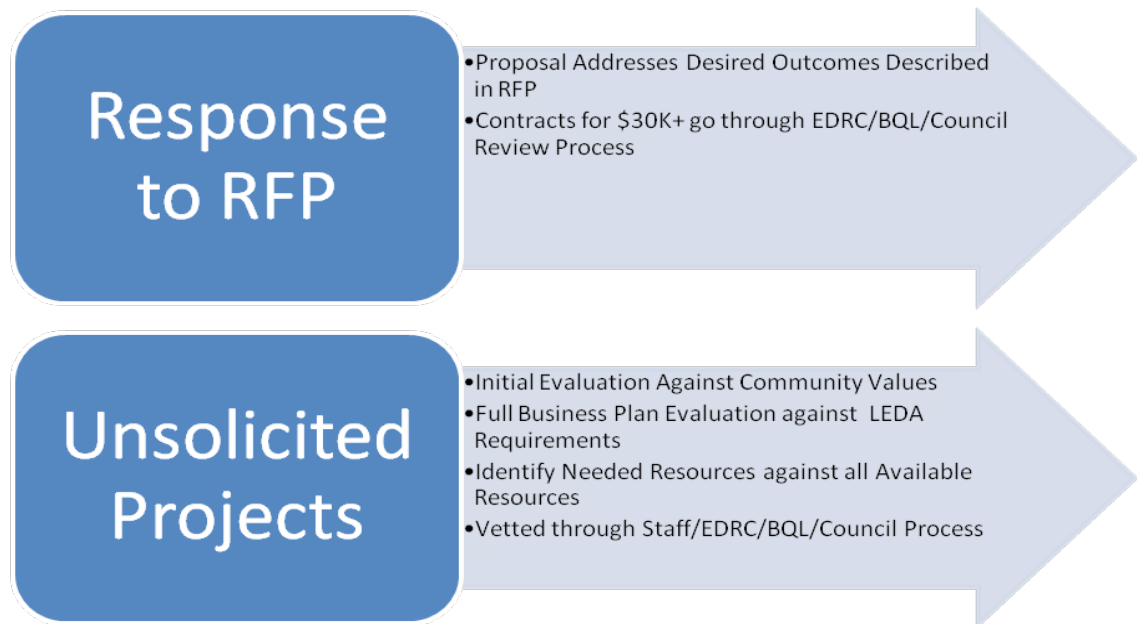 Response
to RFP
•Proposal Addresses Desired Outcomes Described
in RFP
•Contracts for $30K+ go through EDRC/BQL/Council
Review Process
Unsolicited
Projects
•Initial Evaluation Against Community Values
•Full Business Plan Evaluation against LEDA
Requirements
•Identify Needed Resources against all Available
Resources
•Vetted through Staff/EDRC/BQL/Council Process